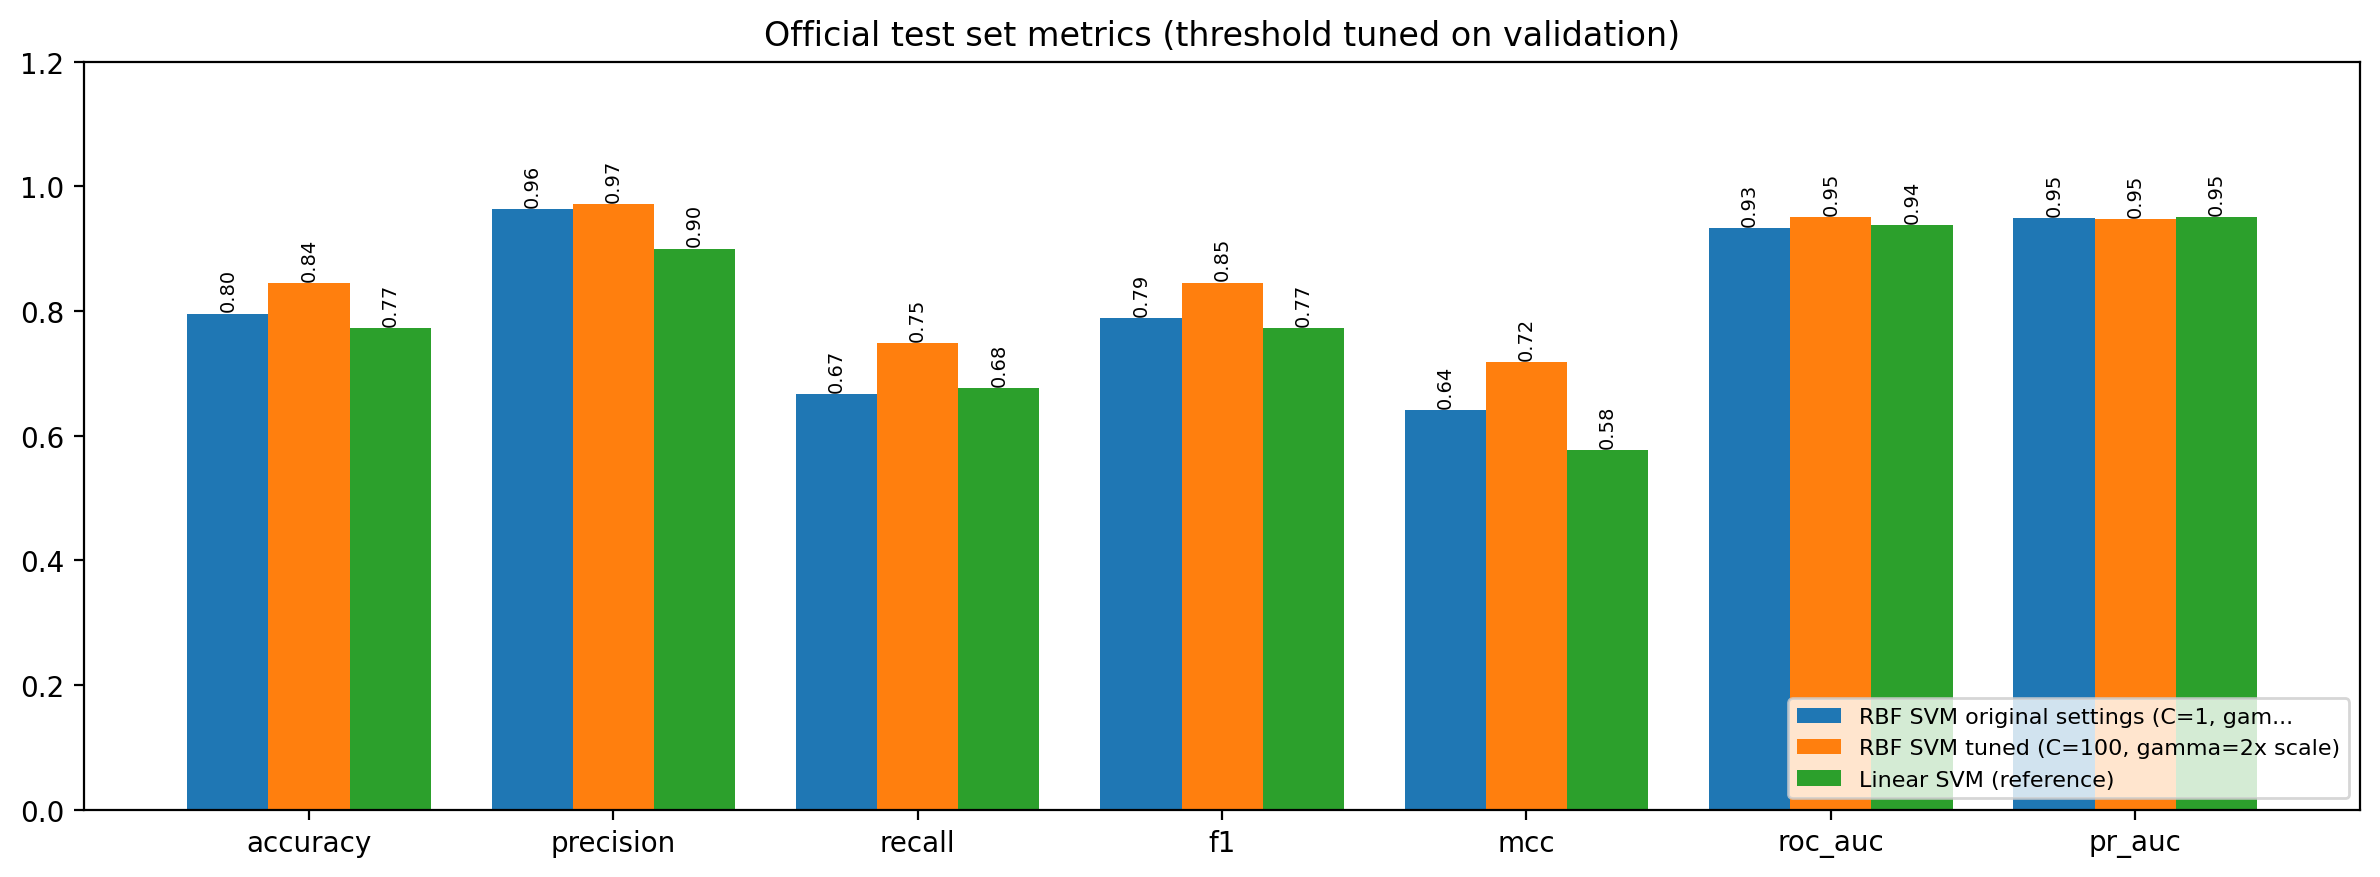 Official test set metrics (threshold tuned on validation)
1.2
1.0
0.8
0.6
0.4
0.2
0.0
0.80
0.84
0.77
0.96
0.97
0.90
0.67
0.75
0.68
0.79
0.85
0.77
0.64
0.72
0.58
0.93
0.95
0.94
0.95
0.95
0.95
accuracy
precision
recall
f1
mcc
roc_auc
pr_auc
RBF SVM original settings (C=1, gam...
RBF SVM tuned (C=100, gamma=2x scale)
Linear SVM (reference)